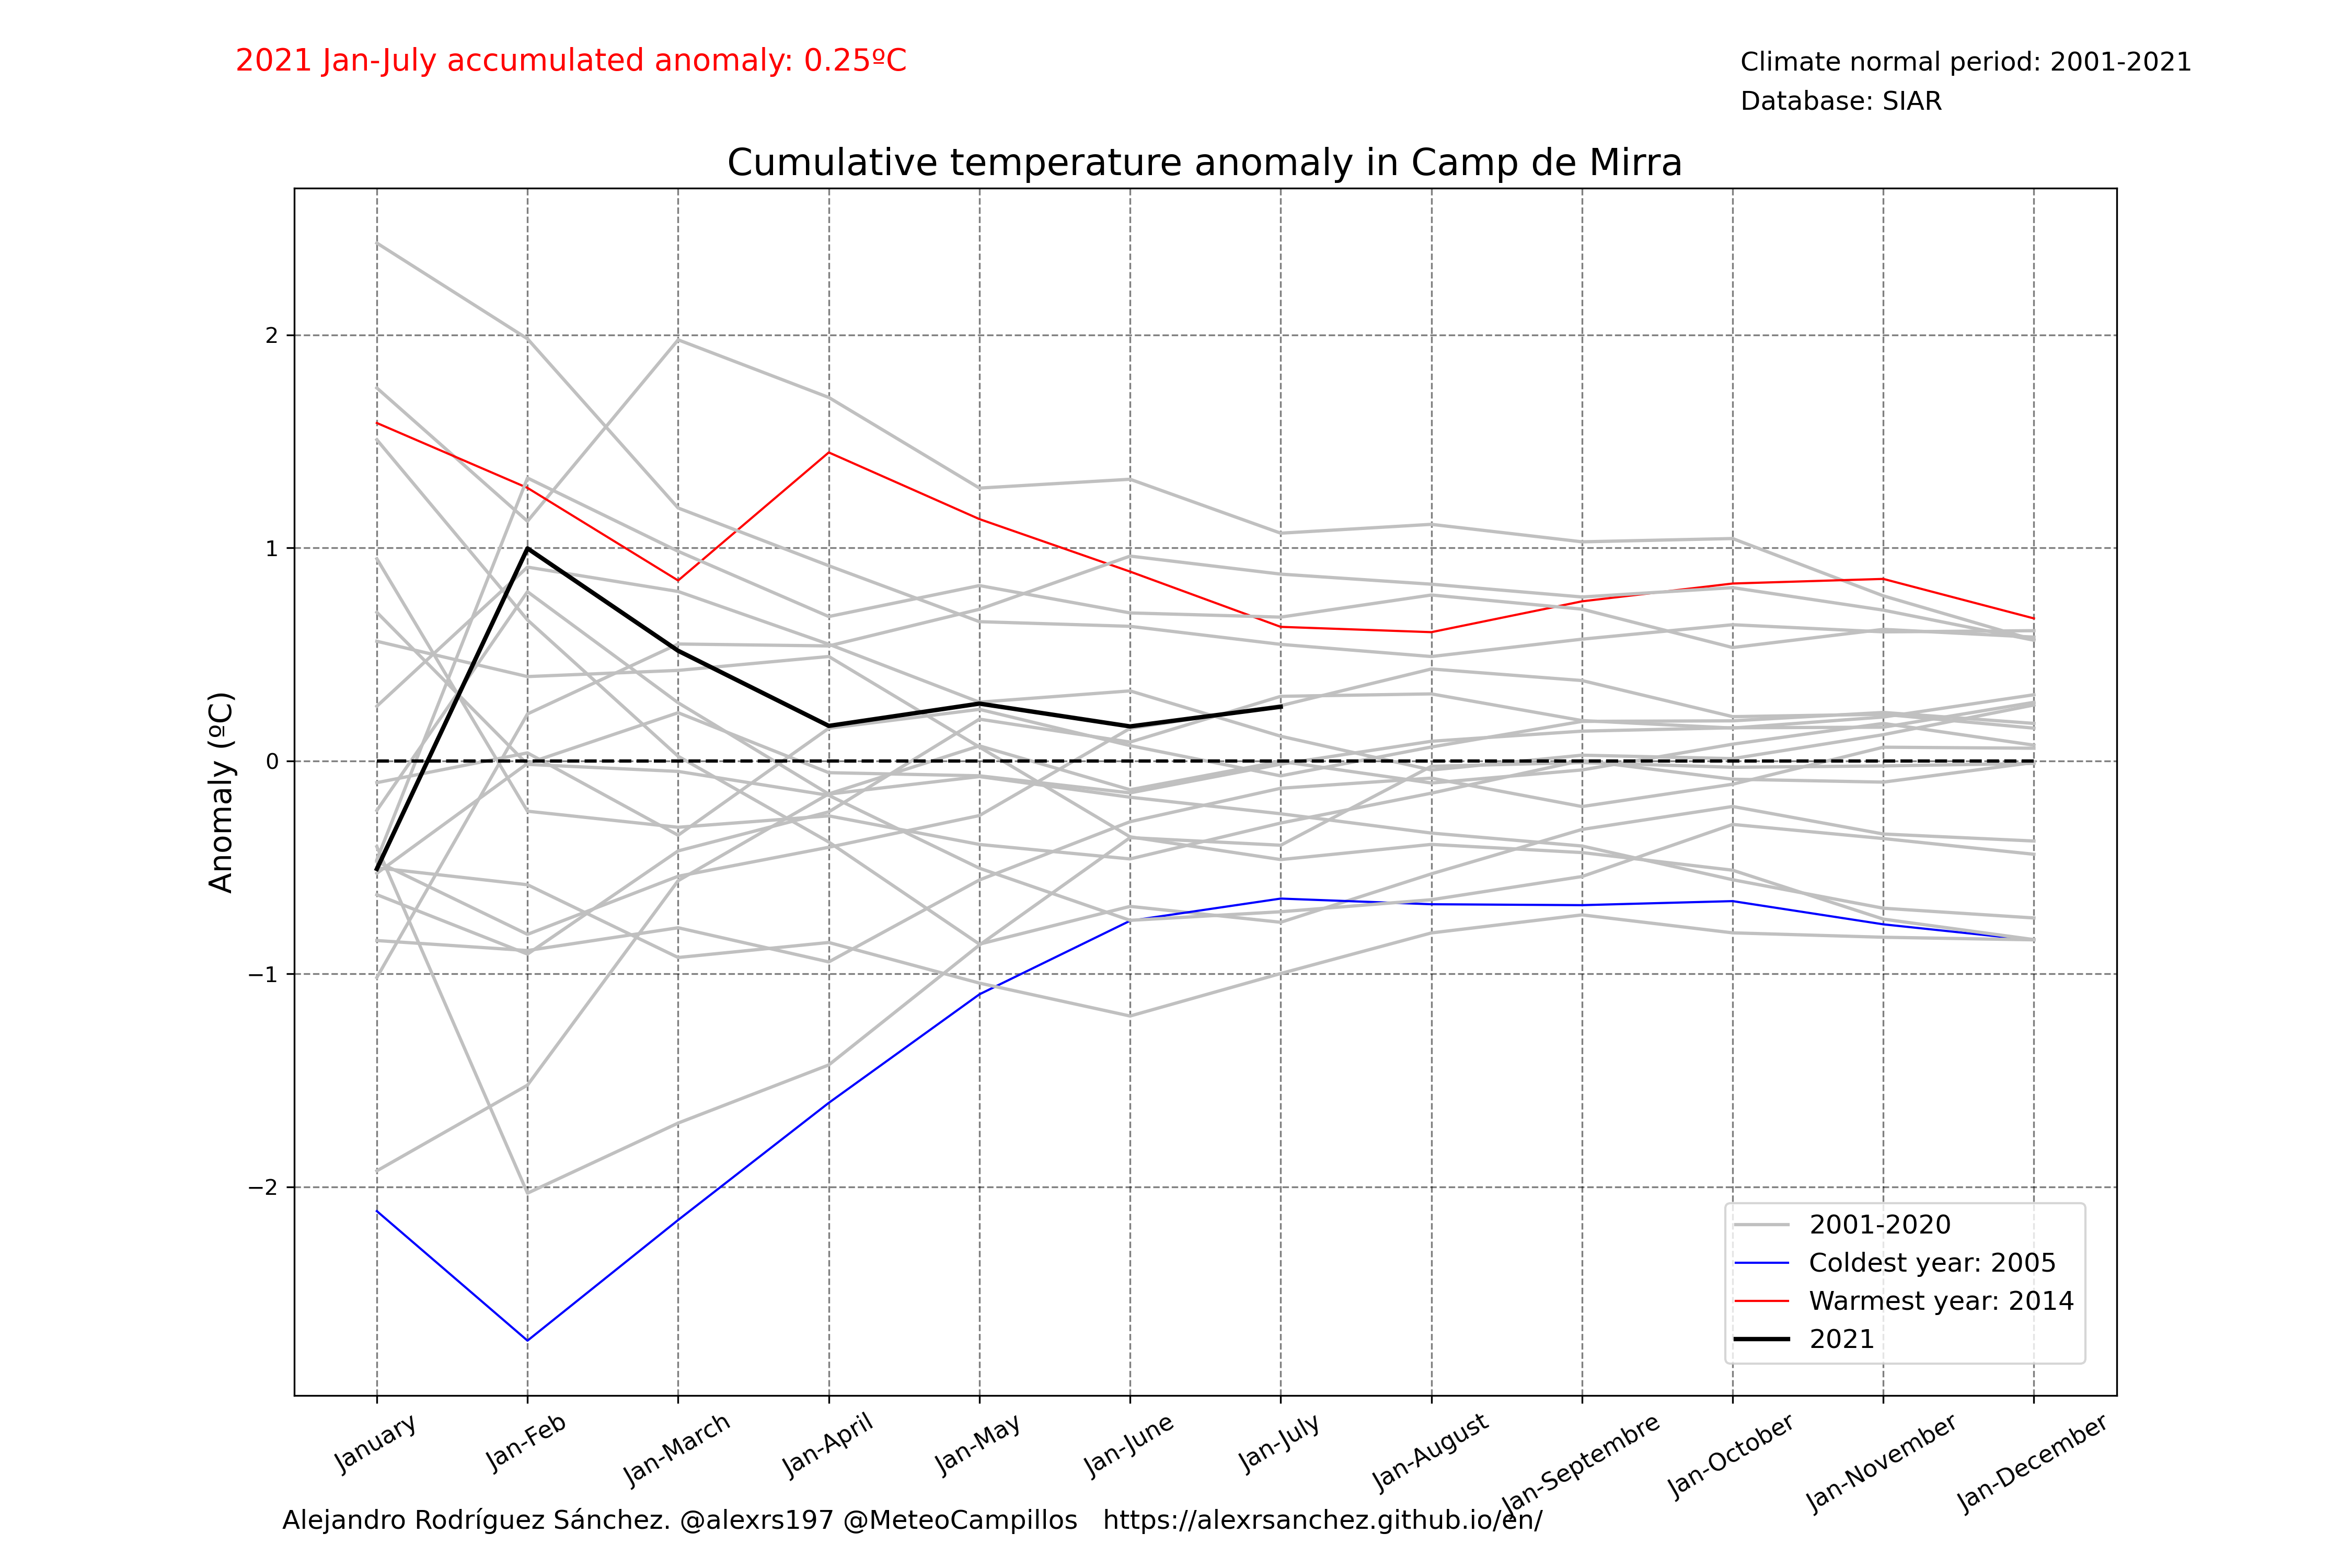 2021 Jan-July accumulated anomaly: 0.25ºC
Climate normal period: 2001-2021
Database: SIAR
Cumulative temperature anomaly in Camp de Mirra
Anomaly (ºC)
2
1
0
−1
−2
2001-2020
Coldest year: 2005
Warmest year: 2014
2021
January
Jan-Feb
Jan-March
Jan-April
Jan-May
Jan-June
Jan-July
Jan-August
Jan-Septembre
Jan-October
Jan-November
Jan-December
Alejandro Rodríguez Sánchez. @alexrs197 @MeteoCampillos   https://alexrsanchez.github.io/en/